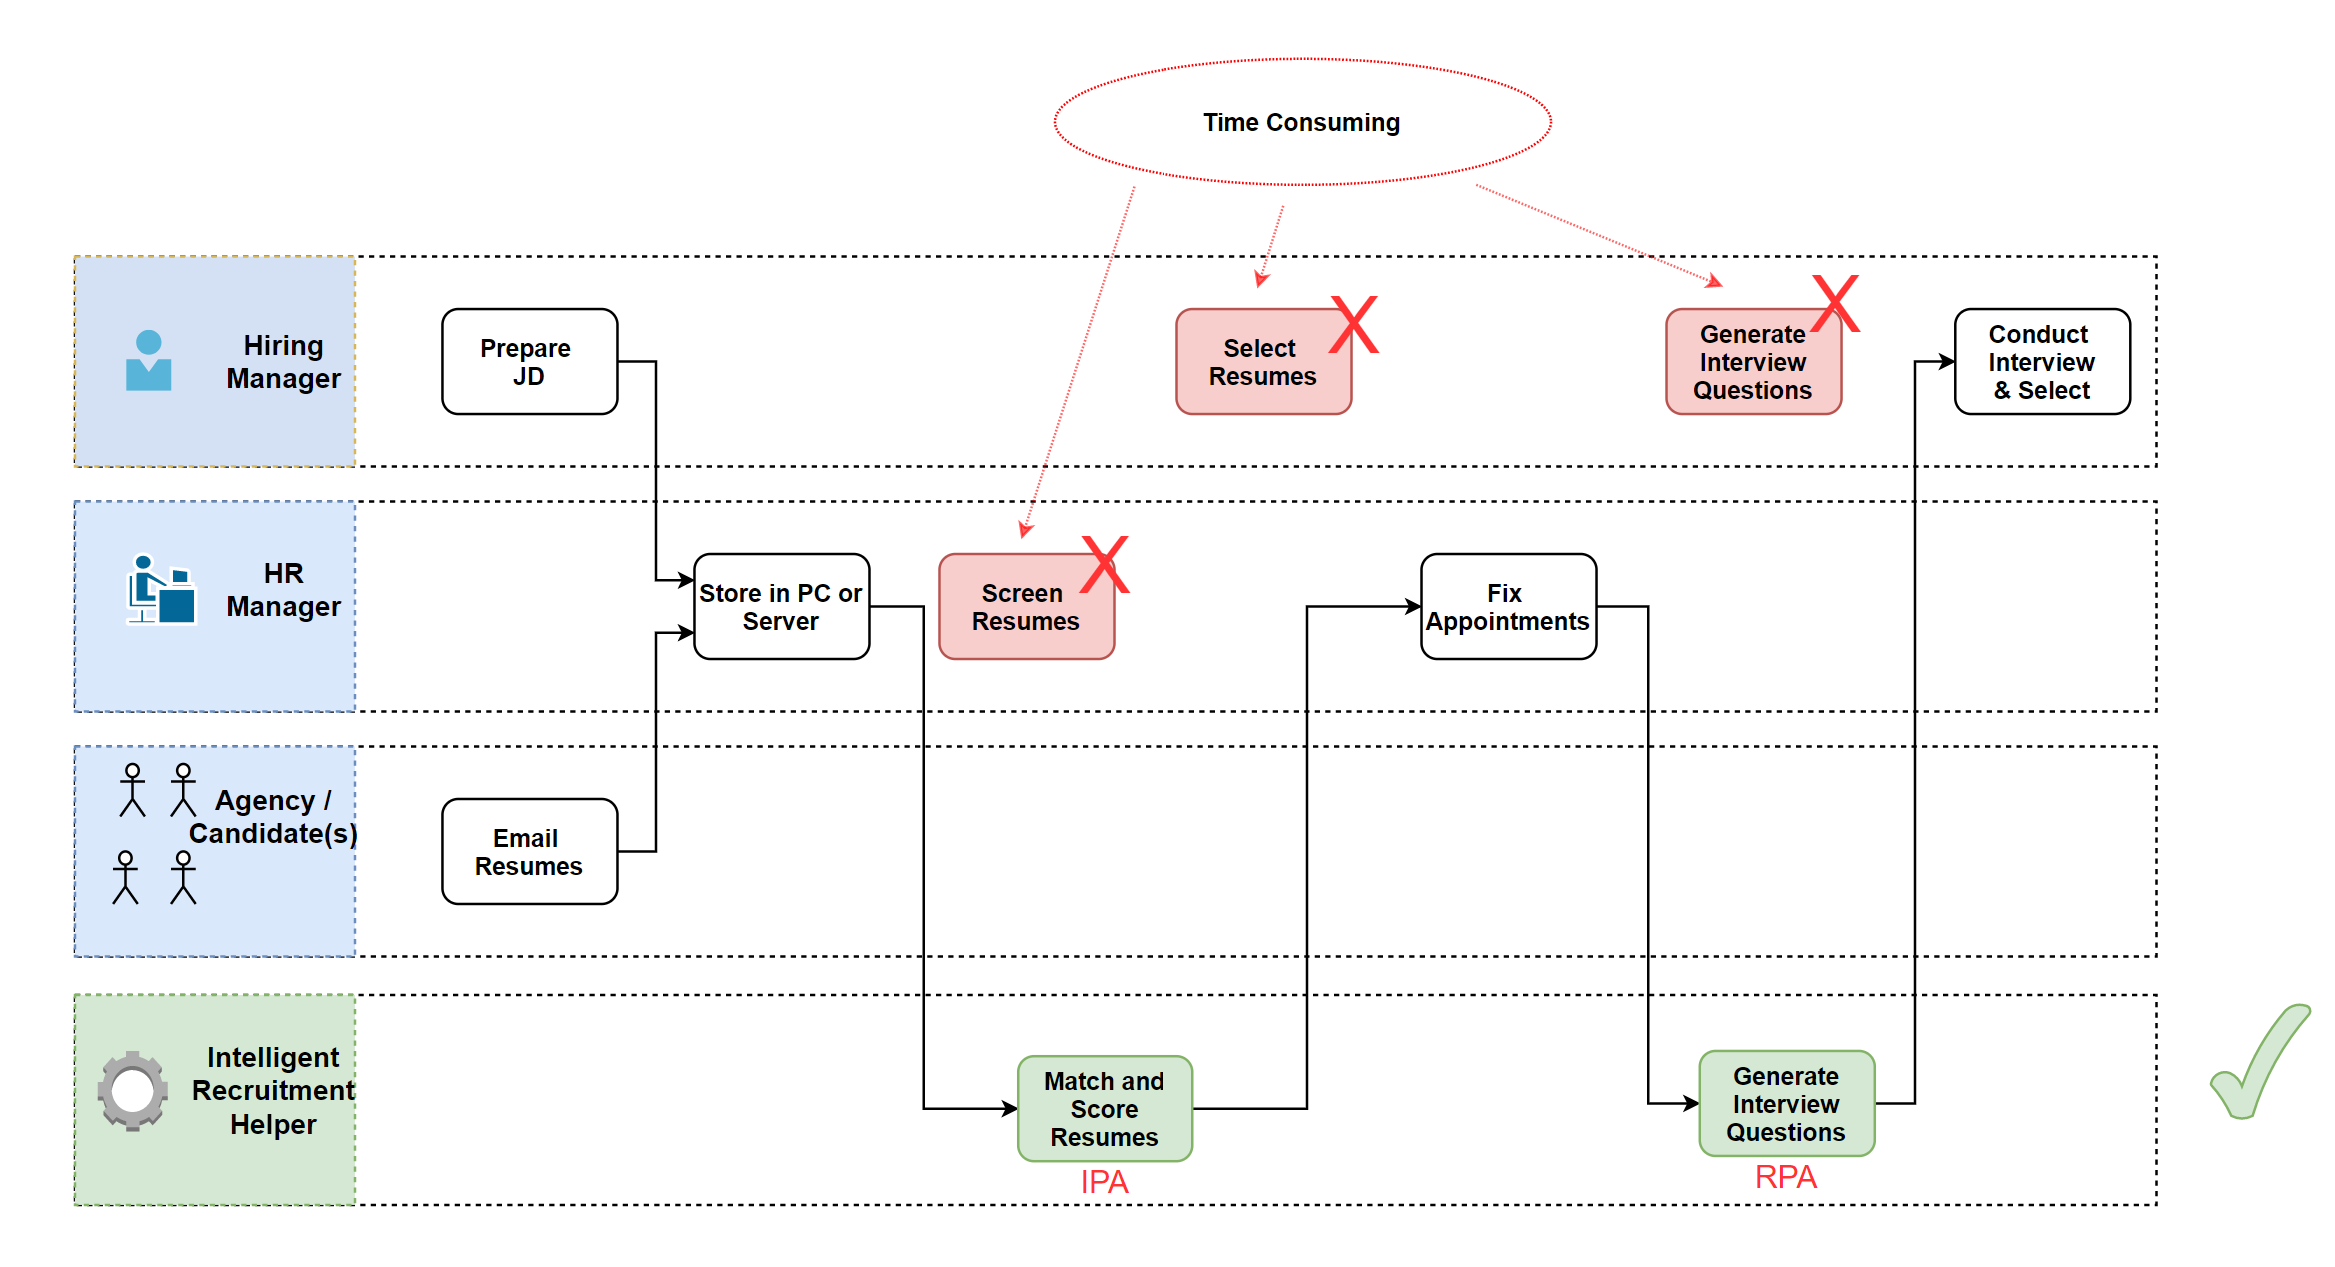 Time Consuming
Hiring
Manager
Prepare
JD
Select
Resumes
X
Generate
Interview
Questions
X
Conduct
Interview
& Select
HR
Manager
Store in PC or
Server
Screen
Resumes
X
Fix
Appointments
Agency /
Candidate(s)
Email
Resumes
Intelligent
Recruitment
Helper
Match and
Score
Resumes
IPA
Generate
Interview
Questions
RPA